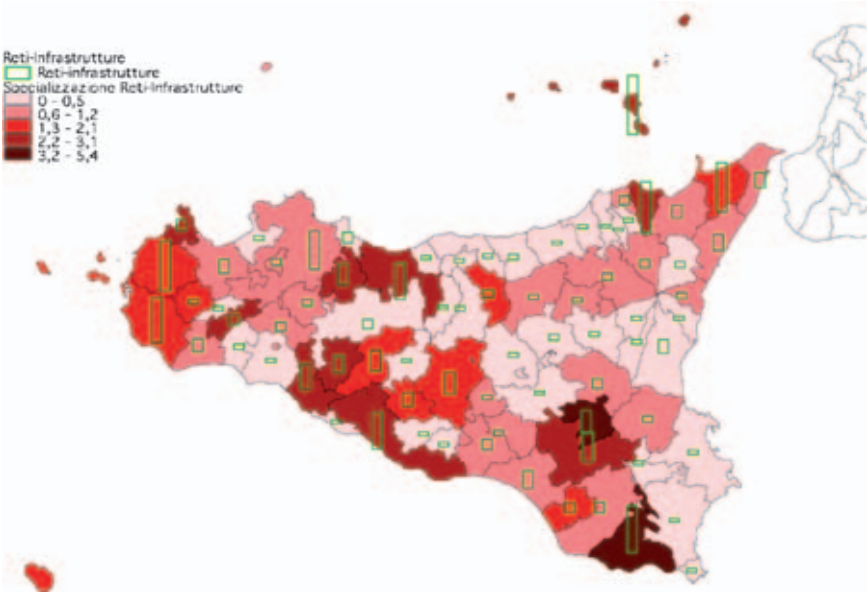 Reti-Infrastrutture
Reti-infrastrutture
Specializzazione Reti-Infrastrutture
0 - 0,5
0,6 - 1,2
1,3 - 2,1
2,2 - 3,1
3,2 - 5,4